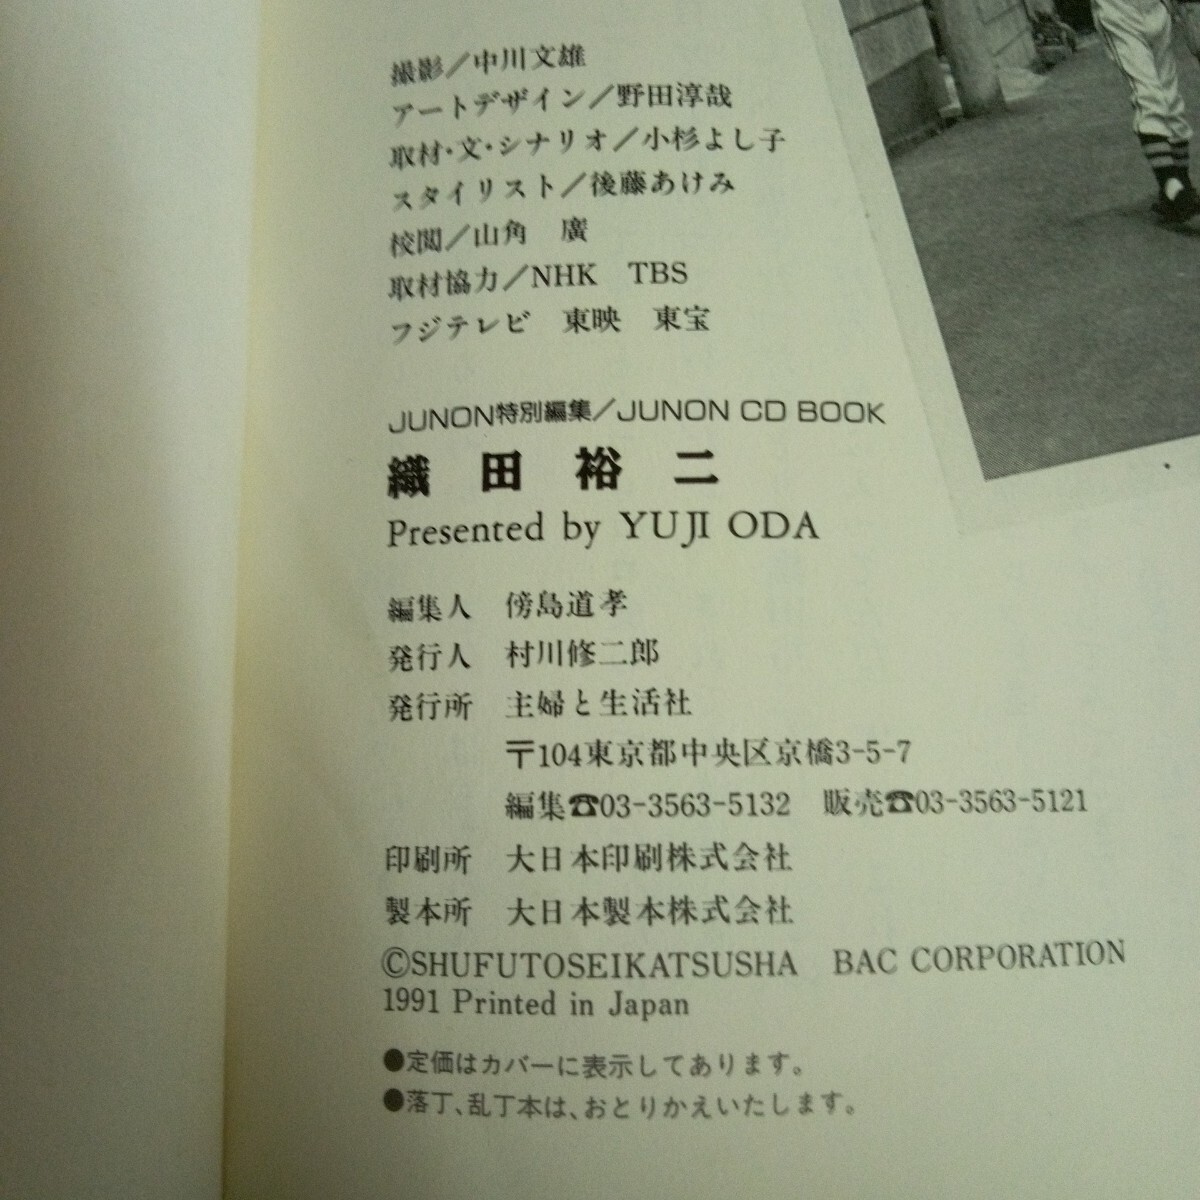 撮影／中川文雄
アートデザイン／野田淳哉
取材・文・シナリオ／小杉よし子
スタイリスト／後藤あけみ
校閲／山角　廣
取材協力／NHK　TBS
フジテレビ　東映　東宝
JUNON特別編集／JUNON CD BOOK
織田裕二
Presented by YUJI ODA
編集人　傍島道孝
発行人　村川修二郎
発行所　主婦と生活社
〒104東京都中央区京橋3-5-7
編集☎03-3563-5132　販売☎03-3563-5121
印刷所　大日本印刷株式会社
製本所　大日本製本株式会社
©SHUFUTOSEIKATSUSHA　BAC CORPORATION
1991 Printed in Japan
●定価はカバーに表示してあります。
●落丁、乱丁本は、おとりかえいたします。